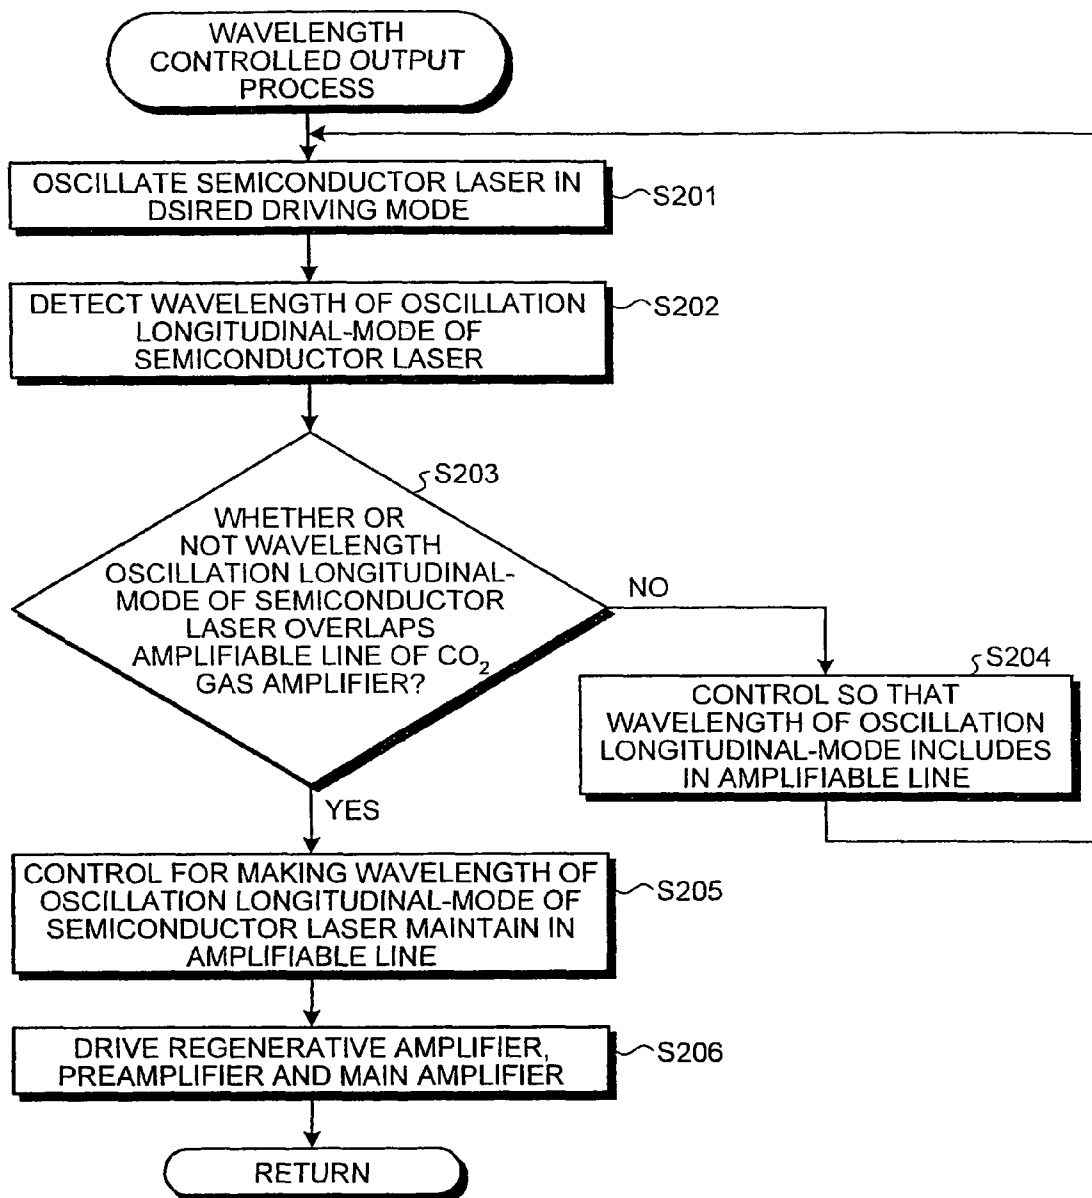 WAVELENGTH
CONTROLLED OUTPUT
PROCESS
OSCILLATE SEMICONDUCTOR LASER IN
DSIRED DRIVING MODE
S201
DETECT WAVELENGTH OF OSCILLATION
LONGITUDINAL-MODE OF
SEMICONDUCTOR LASER
S202
S203
WHETHER OR
NOT WAVELENGTH
OSCILLATION LONGITUDINAL-
MODE OF SEMICONDUCTOR
LASER OVERLAPS
AMPLIFIABLE LINE OF CO₂
GAS AMPLIFIER?
NO
S204
CONTROL SO THAT
WAVELENGTH OF OSCILLATION
LONGITUDINAL-MODE INCLUDES
IN AMPLIFIABLE LINE
YES
CONTROL FOR MAKING WAVELENGTH OF
OSCILLATION LONGITUDINAL-MODE OF
SEMICONDUCTOR LASER MAINTAIN IN
AMPLIFIABLE LINE
S205
DRIVE REGENERATIVE AMPLIFIER,
PREAMPLIFIER AND MAIN AMPLIFIER
S206
RETURN